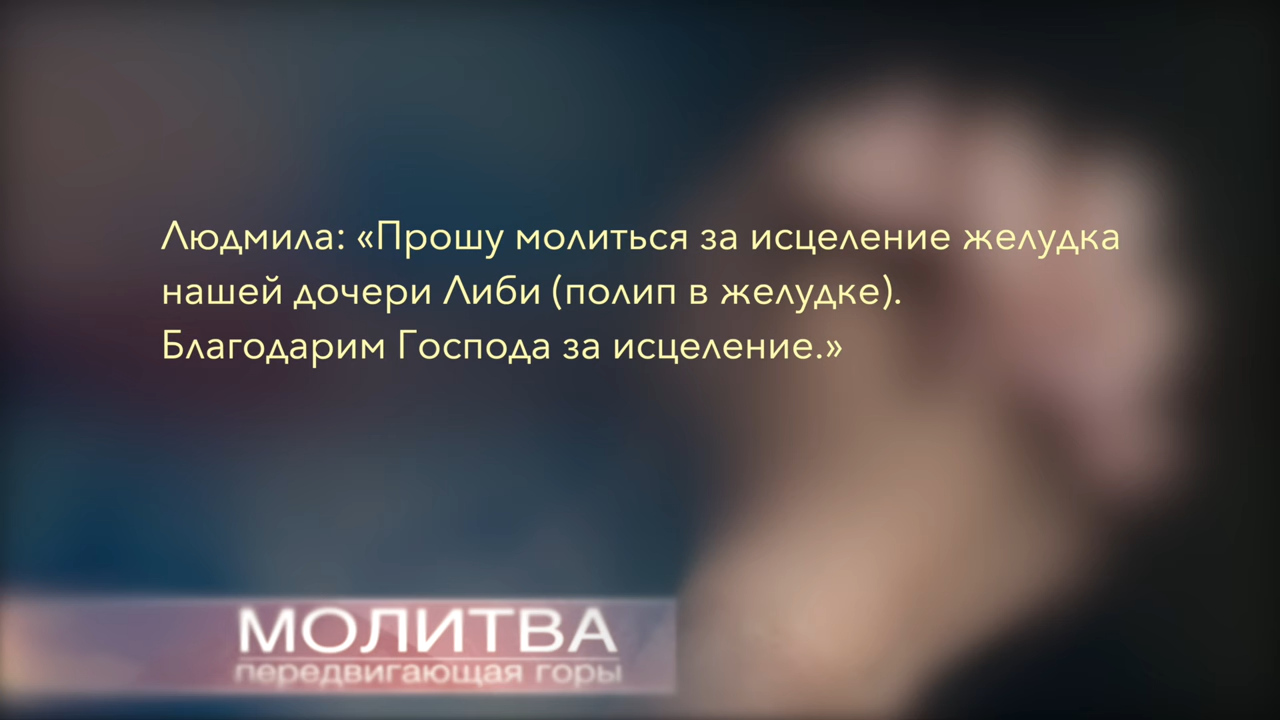 Людмила: «Прошу молиться за исцеление желудка
нашей дочери Либи (полип в желудке).
Благодарим Господа за исцеление.»
МОЛИТВА
передвигающая горы